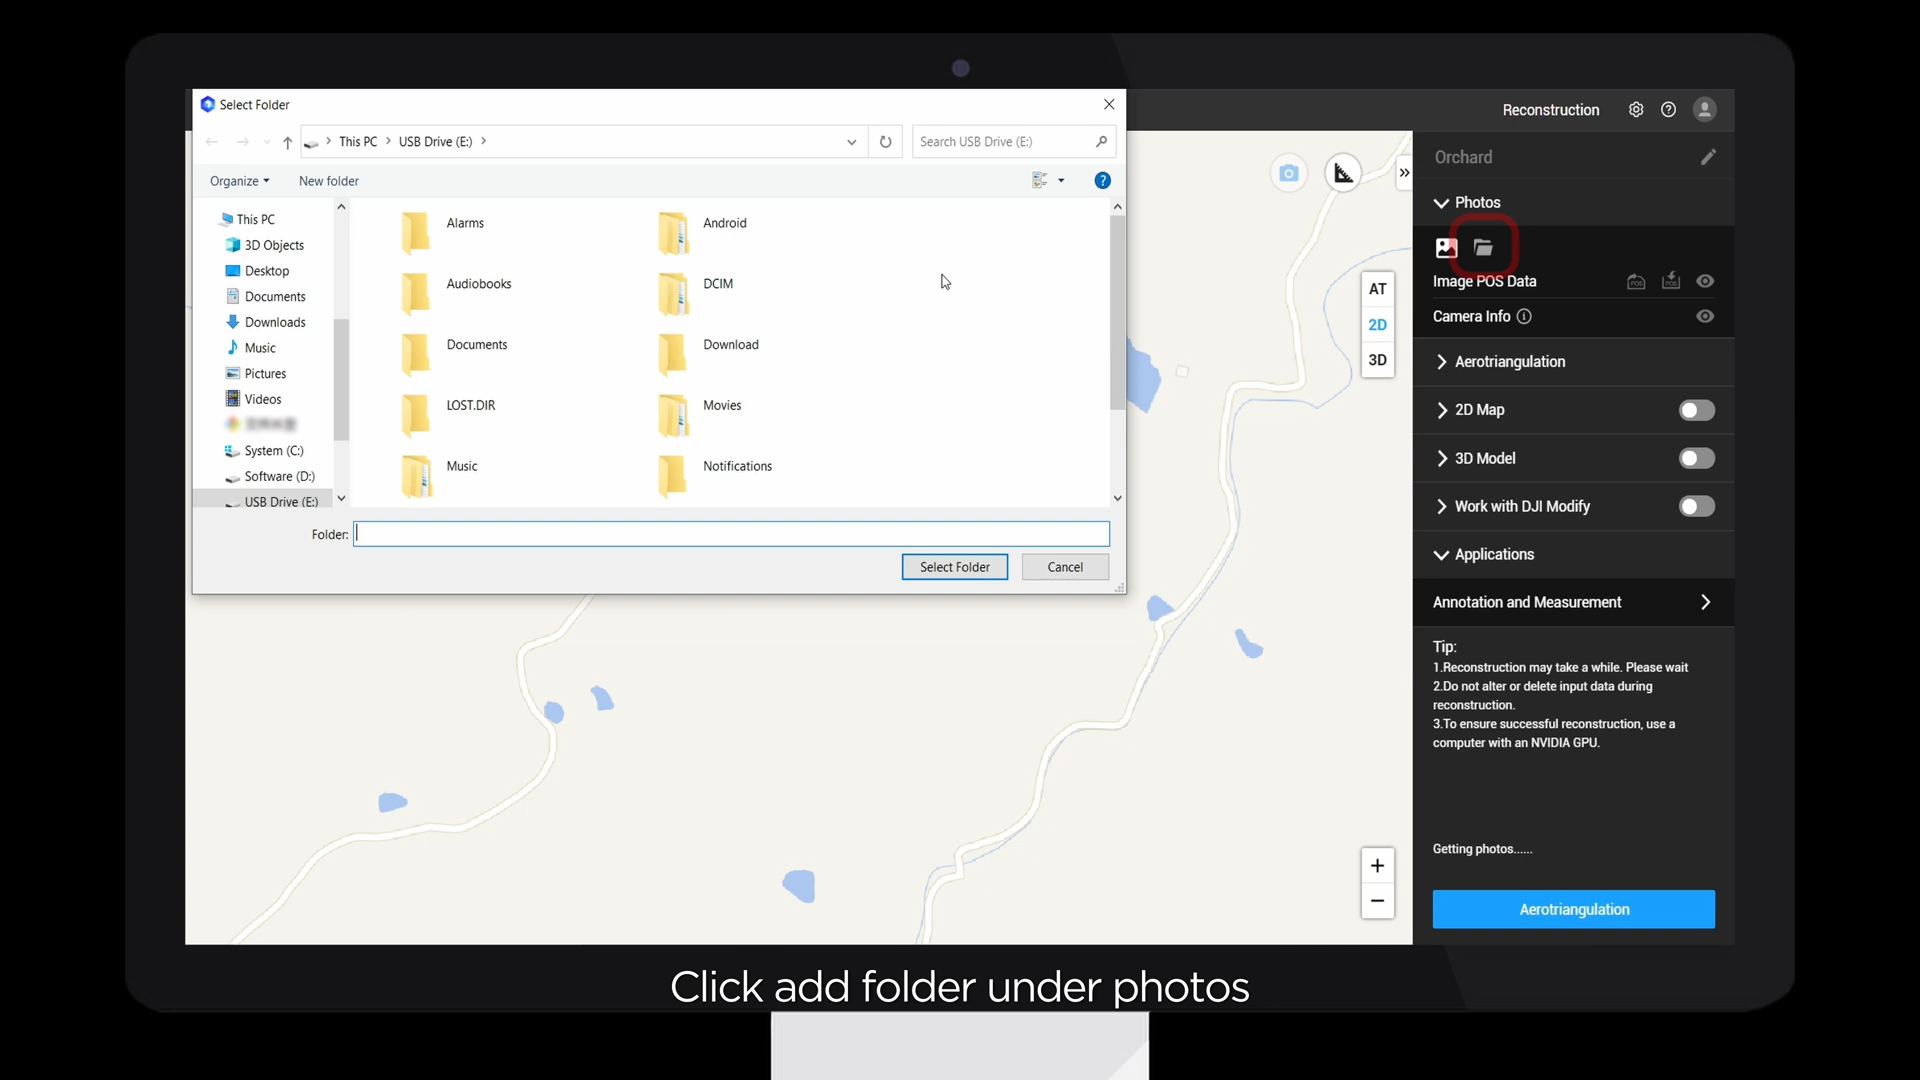 Select Folder
This PC
USB Drive (E:)
Search USB Drive (E:)
Organize
New folder
This PC
3D Objects
Desktop
Documents
Downloads
Music
Pictures
Videos
System (C:)
Software (D:)
USB Drive (E:)
Alarms
Android
Audiobooks
DCIM
Documents
Download
LOST.DIR
Movies
Music
Notifications
Folder:
Select Folder
Cancel
AT
2D
3D
Reconstruction
Orchard
Photos
Image POS Data
POS
POS
Camera Info
Aerotriangulation
2D Map
3D Model
Work with DJI Modify
Applications
Annotation and Measurement
Tip:
1.Reconstruction may take a while. Please wait
2.Do not alter or delete input data during
reconstruction.
3.To ensure successful reconstruction, use a
computer with an NVIDIA GPU.
Getting photos......
Aerotriangulation
Click add folder under photos